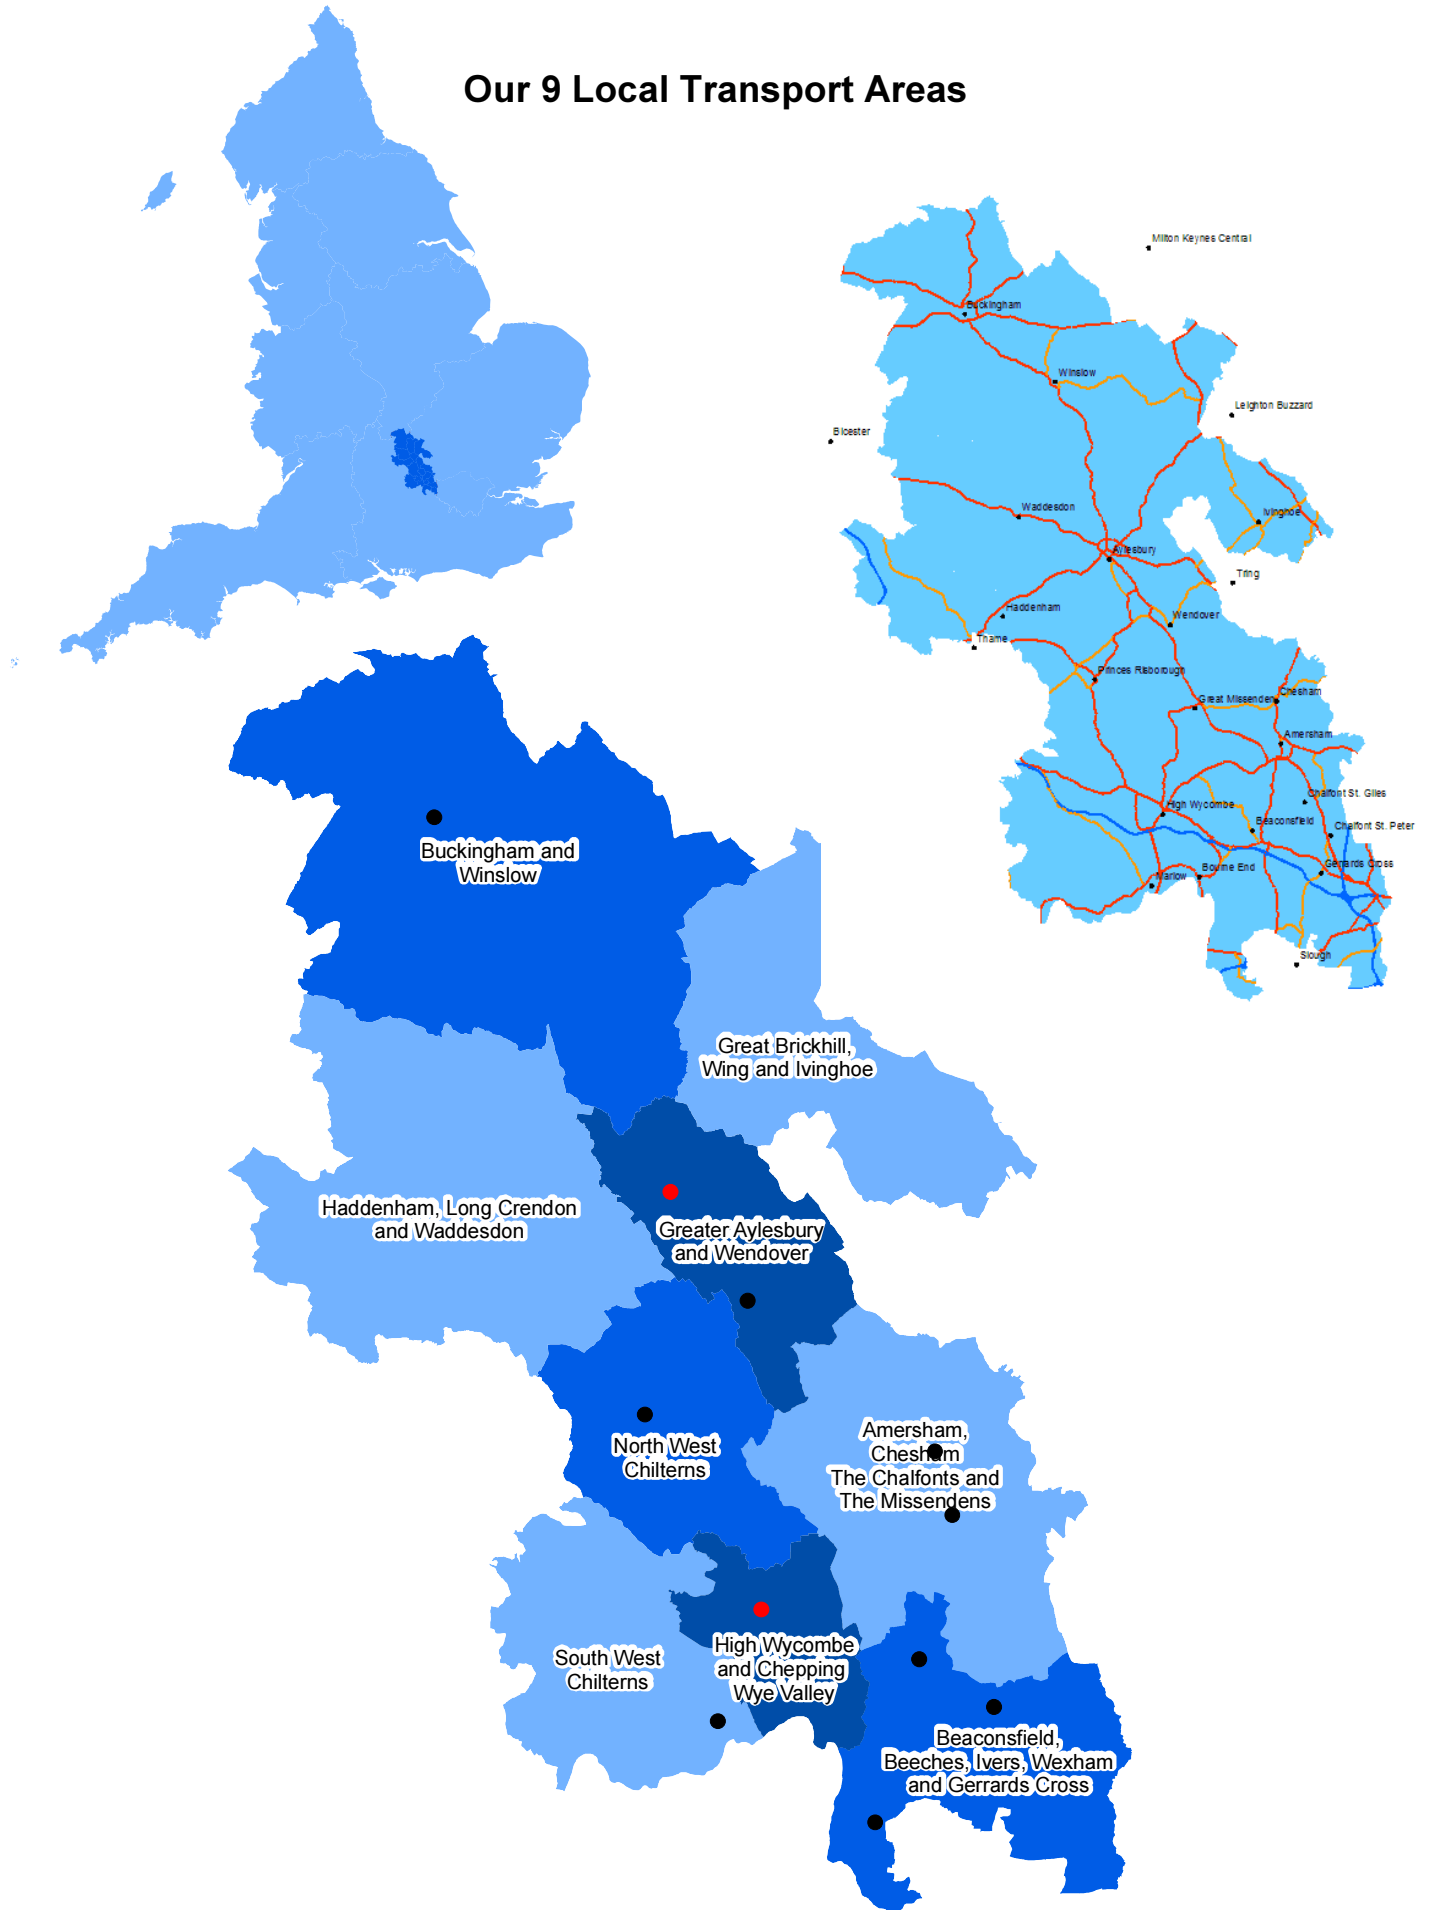 Our 9 Local Transport Areas
Milton Keynes Central
Buckingham
Winslow
Leighton Buzzard
Bicester
Waddesdon
Ivinghoe
Aylesbury
Tring
Haddenham
Wendover
Thame
Princes Risborough
Great Missenden
Chesham
Amersham
Chalfont St. Giles
High Wycombe
Beaconsfield
Chalfont St. Peter
Gerrards Cross
Bourne End
Marlow
Slough
Buckingham and
Winslow
Great Brickhill,
Wing and Ivinghoe
Haddenham, Long Crendon
and Waddesdon
Greater Aylesbury
and Wendover
North West
Chilterns
Amersham,
Chesham
The Chalfonts and
The Missendens
South West
Chilterns
High Wycombe
and Chepping
Wye Valley
Beaconsfield,
Beeches, Ivers, Wexham
and Gerrards Cross